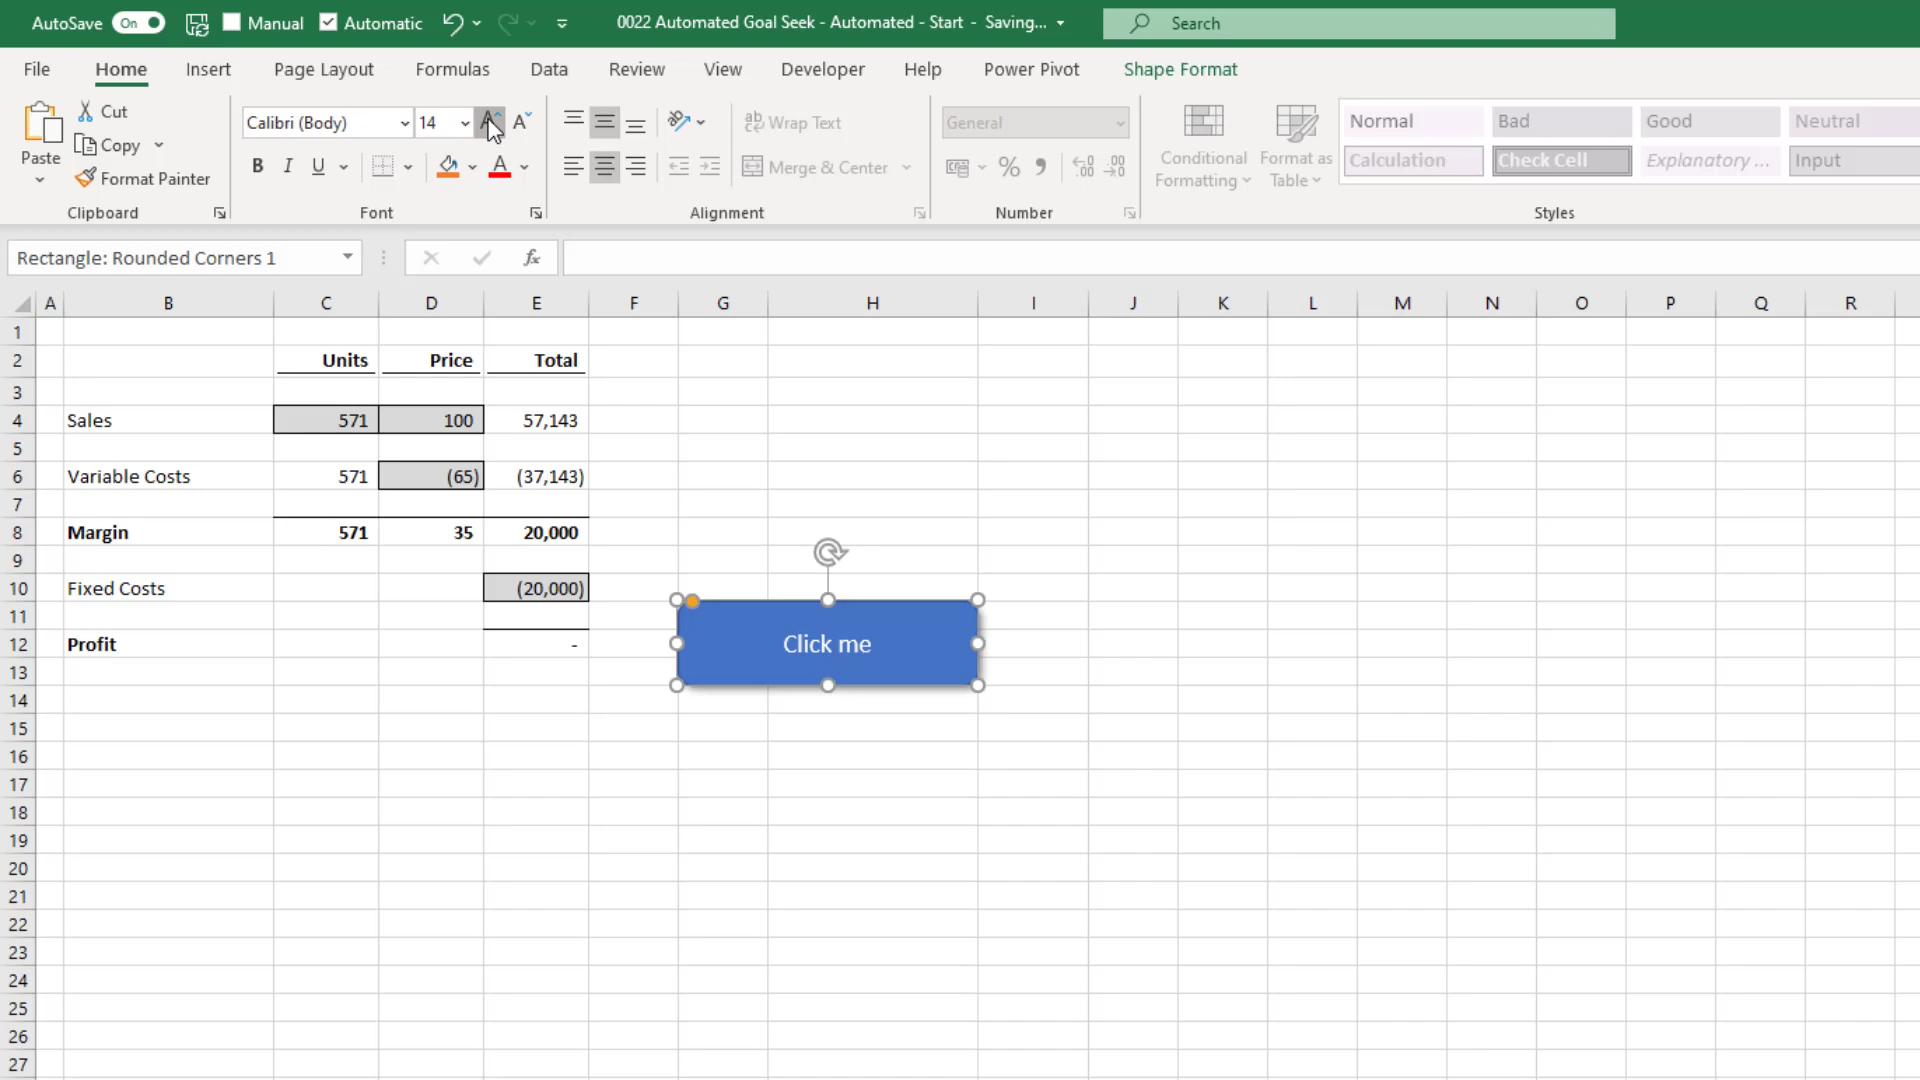 AutoSave On Manual Automatic 0022 Automated Goal Seek - Automated - Start - Saving... Search
File Home Insert Page Layout Formulas Data Review View Developer Help Power Pivot Shape Format
Paste
Cut
Copy
Format Painter
Clipboard
Calibri (Body) 14 A A
B I U A
Font
ab Wrap Text
Merge & Center
Alignment
General
% 9
Number
Conditional Formatting
Format as Table
Normal Bad Good Neutral
Calculation Check Cell Explanatory ... Input
Styles
Rectangle: Rounded Corners 1 fx
A B C D E F G H I J K L M N O P Q R
1
2 Units Price Total
3
4 Sales 571 100 57,143
5
6 Variable Costs 571 (65) (37,143)
7
8 Margin 571 35 20,000
9
10 Fixed Costs (20,000)
11
12 Profit - Click me
13
14
15
16
17
18
19
20
21
22
23
24
25
26
27